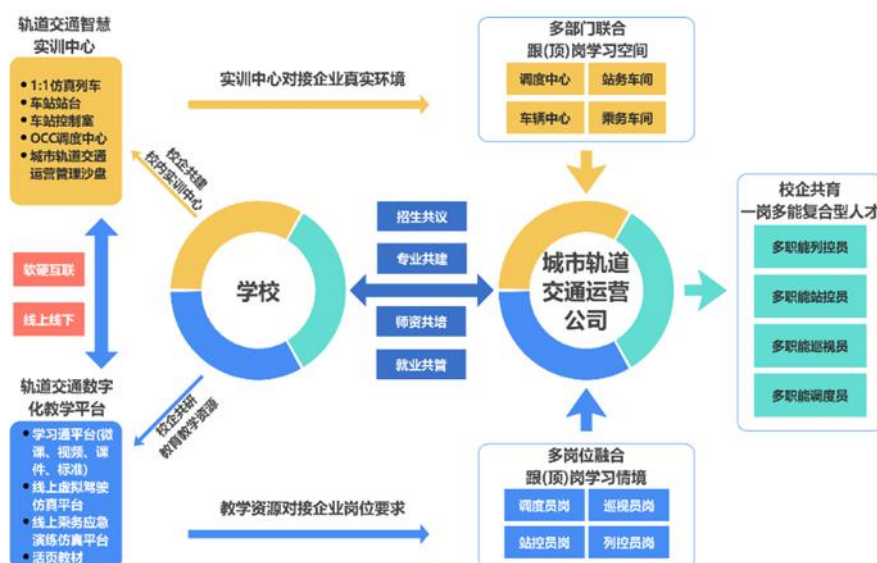 轨道交通智慧
实训中心
1:1仿真列车
车站站台
车站控制室
OCC调度中心
城市轨道交通
运营管理沙盘
实训中心对接企业真实环境
多部门联合
跟(顶)岗学习空间
调度中心
站务车间
车辆中心
乘务车间
校企共建
校内实训中心
软硬互联
线上线下
学校
招生共议
专业共建
师资共培
就业共管
城市轨道
交通运营
公司
校企共育
一岗多能复合型人才
多职能列控员
多职能站控员
多职能巡视员
多职能调度员
校企共研
教育教学资源
轨道交通数字
化教学平台
学习通平台(微
课、视频、课
件、标准)
线上虚拟驾驶
仿真平台
线上乘务应急
演练仿真平台
活页教材
教学资源对接企业岗位要求
多岗位融合
跟(顶)岗学习情境
调度员岗
巡视员岗
站控员岗
列控员岗